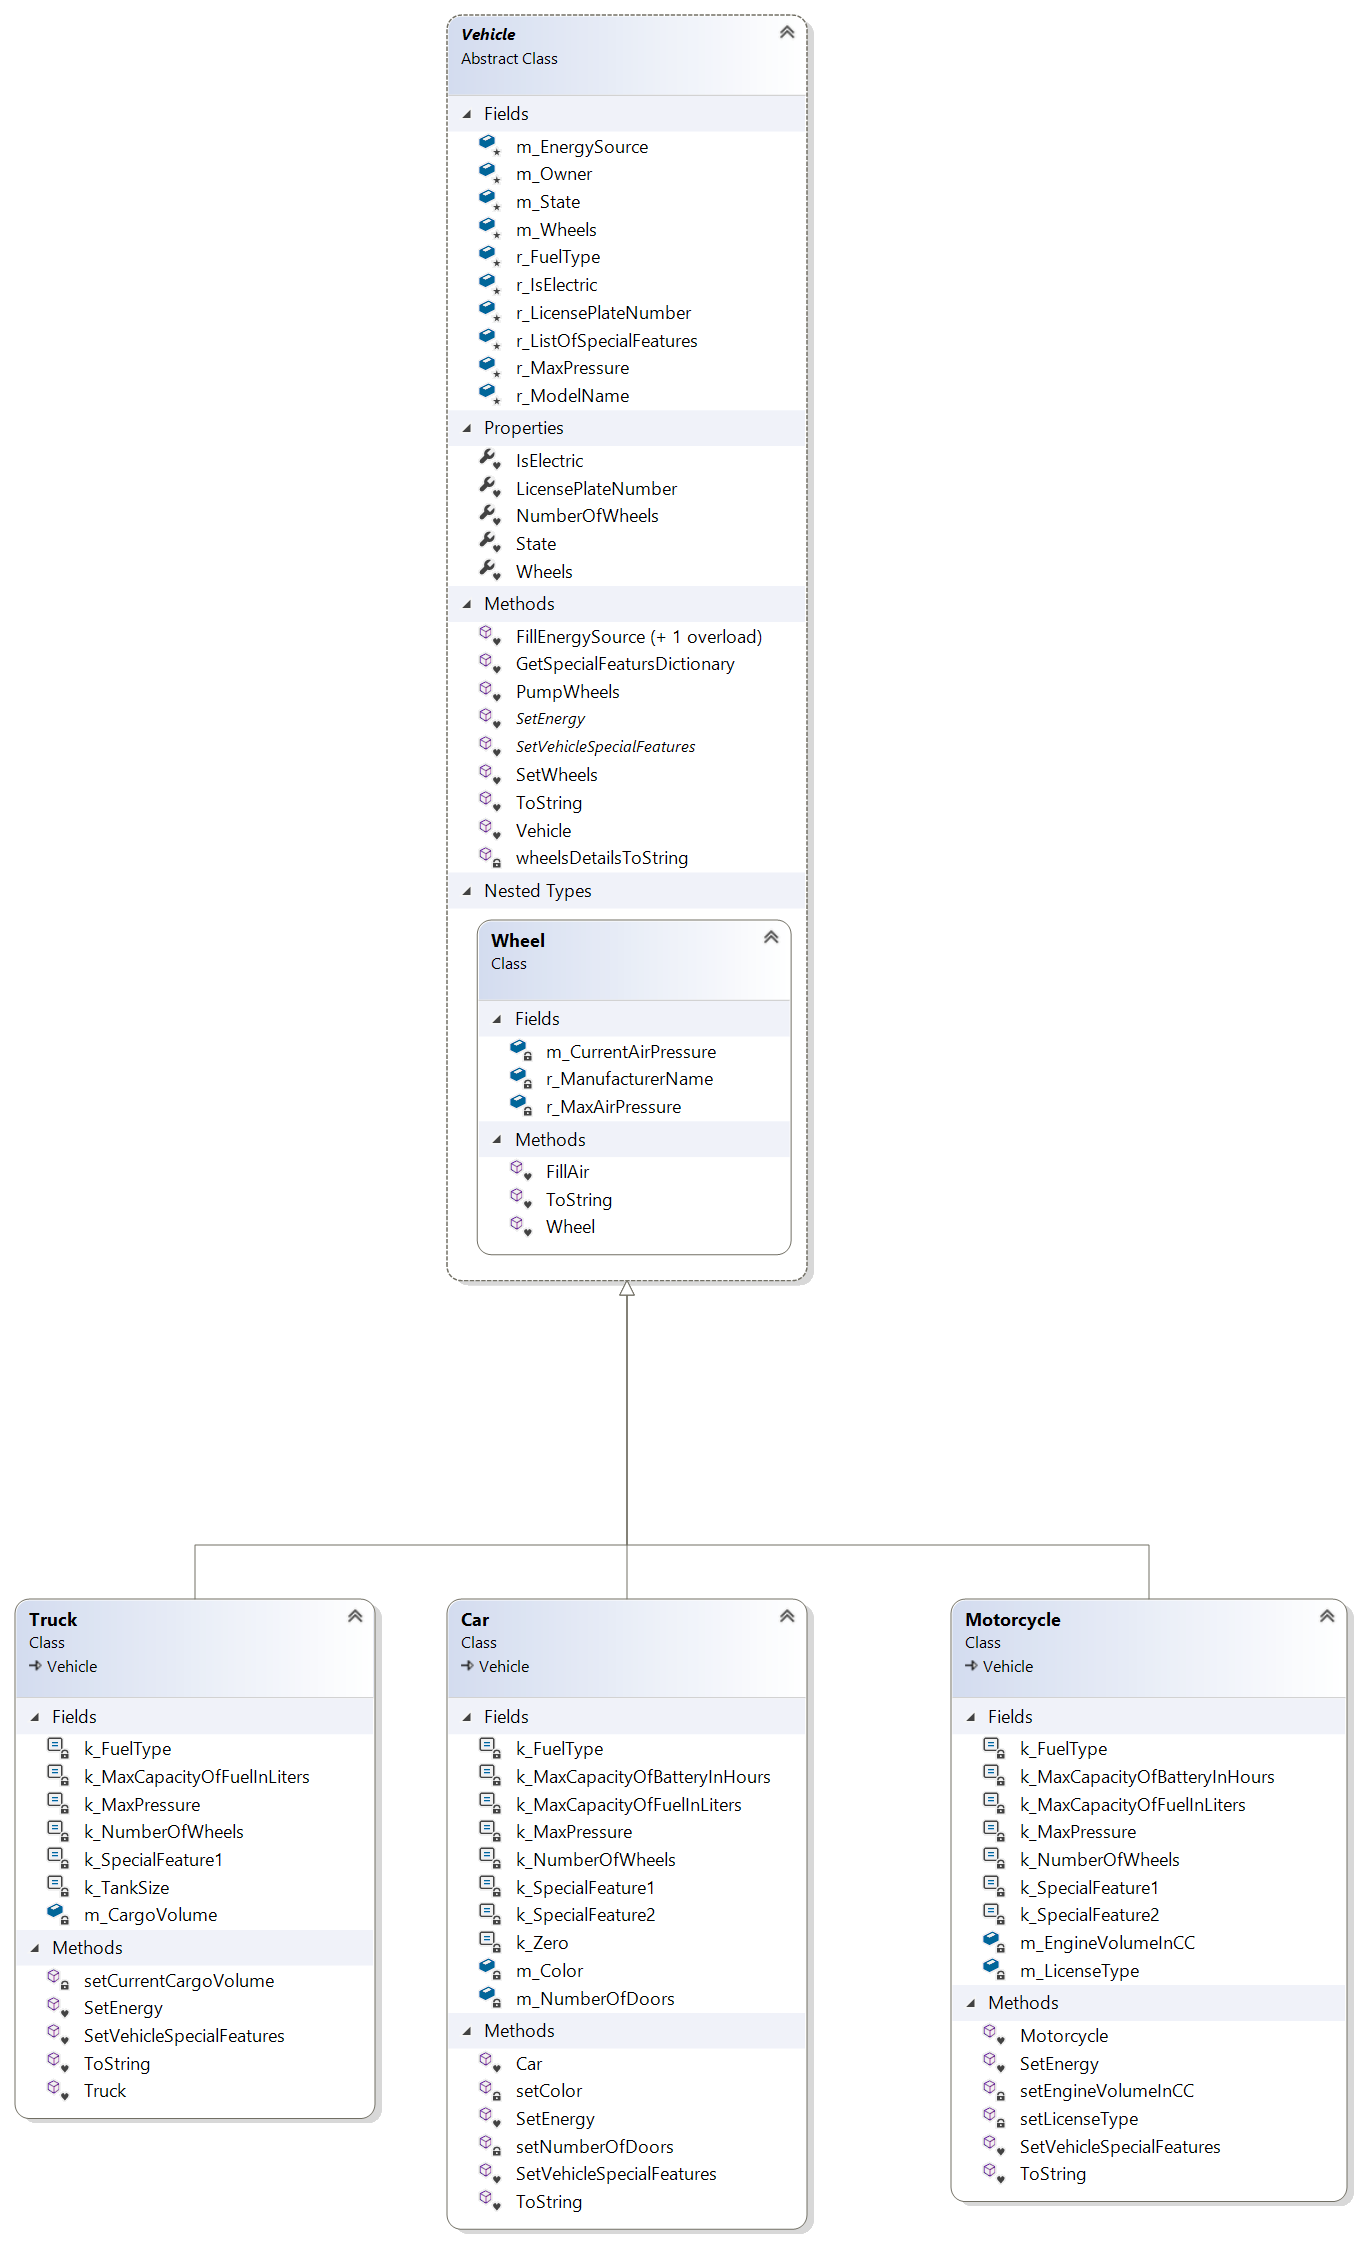 Vehicle
Abstract Class
Fields
m_EnergySource
m_Owner
m_State
m_Wheels
r_FuelType
r_IsElectric
r_LicensePlateNumber
r_ListOfSpecialFeatures
r_MaxPressure
r_ModelName
Properties
IsElectric
LicensePlateNumber
NumberOfWheels
State
Wheels
Methods
FillEnergySource (+ 1 overload)
GetSpecialFeatursDictionary
PumpWheels
SetEnergy
SetVehicleSpecialFeatures
SetWheels
ToString
Vehicle
wheelsDetailsToString
Nested Types
Wheel
Class
Fields
m_CurrentAirPressure
r_ManufacturerName
r_MaxAirPressure
Methods
FillAir
ToString
Wheel
Truck
Class
Vehicle
Fields
k_FuelType
k_MaxCapacityOfFuelInLiters
k_MaxPressure
k_NumberOfWheels
k_SpecialFeature1
k_TankSize
m_CargoVolume
Methods
setCurrentCargoVolume
SetEnergy
SetVehicleSpecialFeatures
ToString
Truck
Car
Class
Vehicle
Fields
k_FuelType
k_MaxCapacityOfBatteryInHours
k_MaxCapacityOfFuelInLiters
k_MaxPressure
k_NumberOfWheels
k_SpecialFeature1
k_SpecialFeature2
k_Zero
m_Color
m_NumberOfDoors
Methods
Car
setColor
SetEnergy
setNumberOfDoors
SetVehicleSpecialFeatures
ToString
Motorcycle
Class
Vehicle
Fields
k_FuelType
k_MaxCapacityOfBatteryInHours
k_MaxCapacityOfFuelInLiters
k_MaxPressure
k_NumberOfWheels
k_SpecialFeature1
k_SpecialFeature2
m_EngineVolumeInCC
m_LicenseType
Methods
Motorcycle
SetEnergy
setEngineVolumeInCC
setLicenseType
SetVehicleSpecialFeatures
ToString